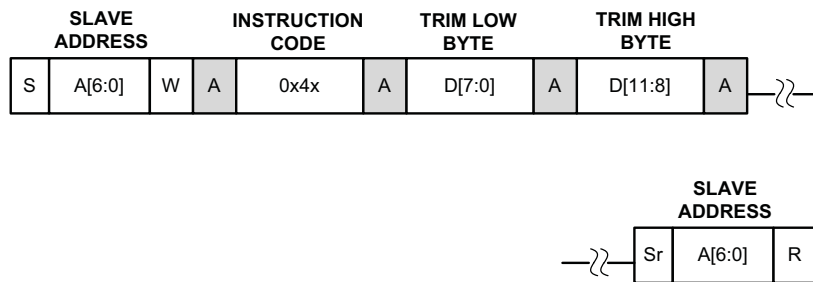 SLAVE ADDRESS
INSTRUCTION CODE
TRIM LOW BYTE
TRIM HIGH BYTE
S A[6:0] W A 0x4x A D[7:0] A D[11:8] A
SLAVE ADDRESS
Sr A[6:0] R